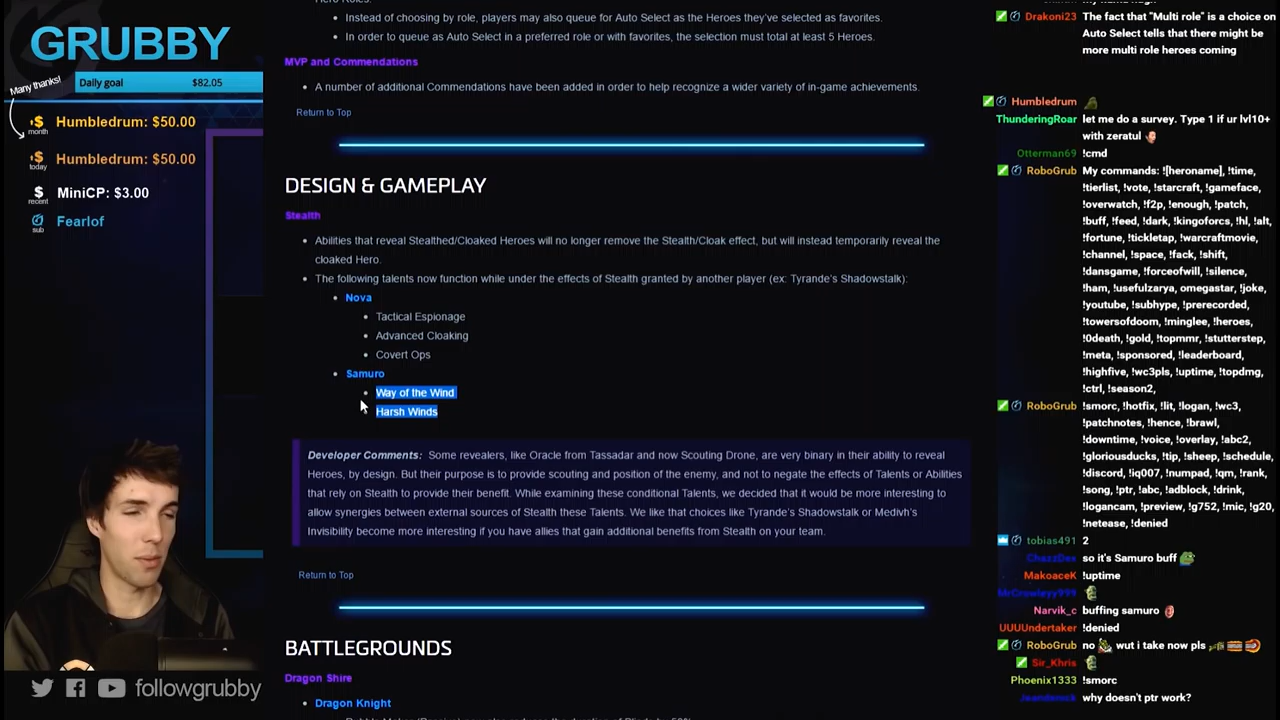 GRUBBY
Many thanks!
Daily goal $82.05
month Humbledrum: $50.00
today Humbledrum: $50.00
recent MiniCP: $3.00
sub Fearlof
followgrubby
Hero Roles.
Instead of choosing by role, players may also queue for Auto Select as the Heroes they've selected as favorites.
In order to queue as Auto Select in a preferred role or with favorites, the selection must total at least 5 Heroes.
MVP and Commendations
A number of additional Commendations have been added in order to help recognize a wider variety of in-game achievements.
Return to Top
DESIGN & GAMEPLAY
Stealth
Abilities that reveal Stealthed/Cloaked Heroes will no longer remove the Stealth/Cloak effect, but will instead temporarily reveal the
cloaked Hero.
The following talents now function while under the effects of Stealth granted by another player (ex: Tyrande's Shadowstalk):
Nova
Tactical Espionage
Advanced Cloaking
Covert Ops
Samuro
Way of the Wind
Harsh Winds
Developer Comments: Some revealers, like Oracle from Tassadar and now Scouting Drone, are very binary in their ability to reveal
Heroes, by design. But their purpose is to provide scouting and position of the enemy, and not to negate the effects of Talents or Abilities
that rely on Stealth to provide their benefit. While examining these conditional Talents, we decided that it would be more interesting to
allow synergies between external sources of Stealth these Talents. We like that choices like Tyrande's Shadowstalk or Medivh's
Invisibility become more interesting if you have allies that gain additional benefits from Stealth on your team.
Return to Top
BATTLEGROUNDS
Dragon Shire
Dragon Knight
Drakoni23 The fact that "Multi role" is a choice on
Auto Select tells that there might be
more multi role heroes coming
Humbledrum
ThunderingRoar let me do a survey. Type 1 if ur lvl10+
with zeratul
Otterman69 !cmd
RoboGrub My commands: ![heroname], !time,
!tierlist, !vote, !starcraft, !gameface,
!overwatch, !f2p, !enough, !patch,
!buff, !feed, !dark, !kingoforcs, !hl, !alt,
!fortune, !tickletap, !warcraftmovie,
!channel, !space, !fack, !shift,
!dansgame, !forceofwill, !silence,
!ham, !usefulzarya, omegastar, !joke,
!youtube, !subhype, !prerecorded,
!towersofdoom, !minglee, !heroes,
!0death, !gold, !topmmr, !stutterstep,
!meta, !sponsored, !leaderboard,
!highfive, !wc3pls, !uptime, !topdmg,
!ctrl, !season2,
RoboGrub !smorc, !hotfix, !lit, !logan, !wc3,
!patchnotes, !hence, !brawl,
!downtime, !voice, !overlay, !abc2,
!gloriousducks, !tip, !sheep, !schedule,
!discord, !iq007, !numpad, !qm, !rank,
!song, !ptr, !abc, !adblock, !drink,
!logancam, !preview, !g752, !mic, !g20,
!netease, !denied
tobias491 2
ChazzDee so it's Samuro buff
MakoaceK !uptime
MrCrowleyy999
Narvik_c buffing samuro
UUUUndertaker !denied
RoboGrub no wut i take now pls
Sir_Khris
Phoenix1333 !smorc
why doesn't ptr work?